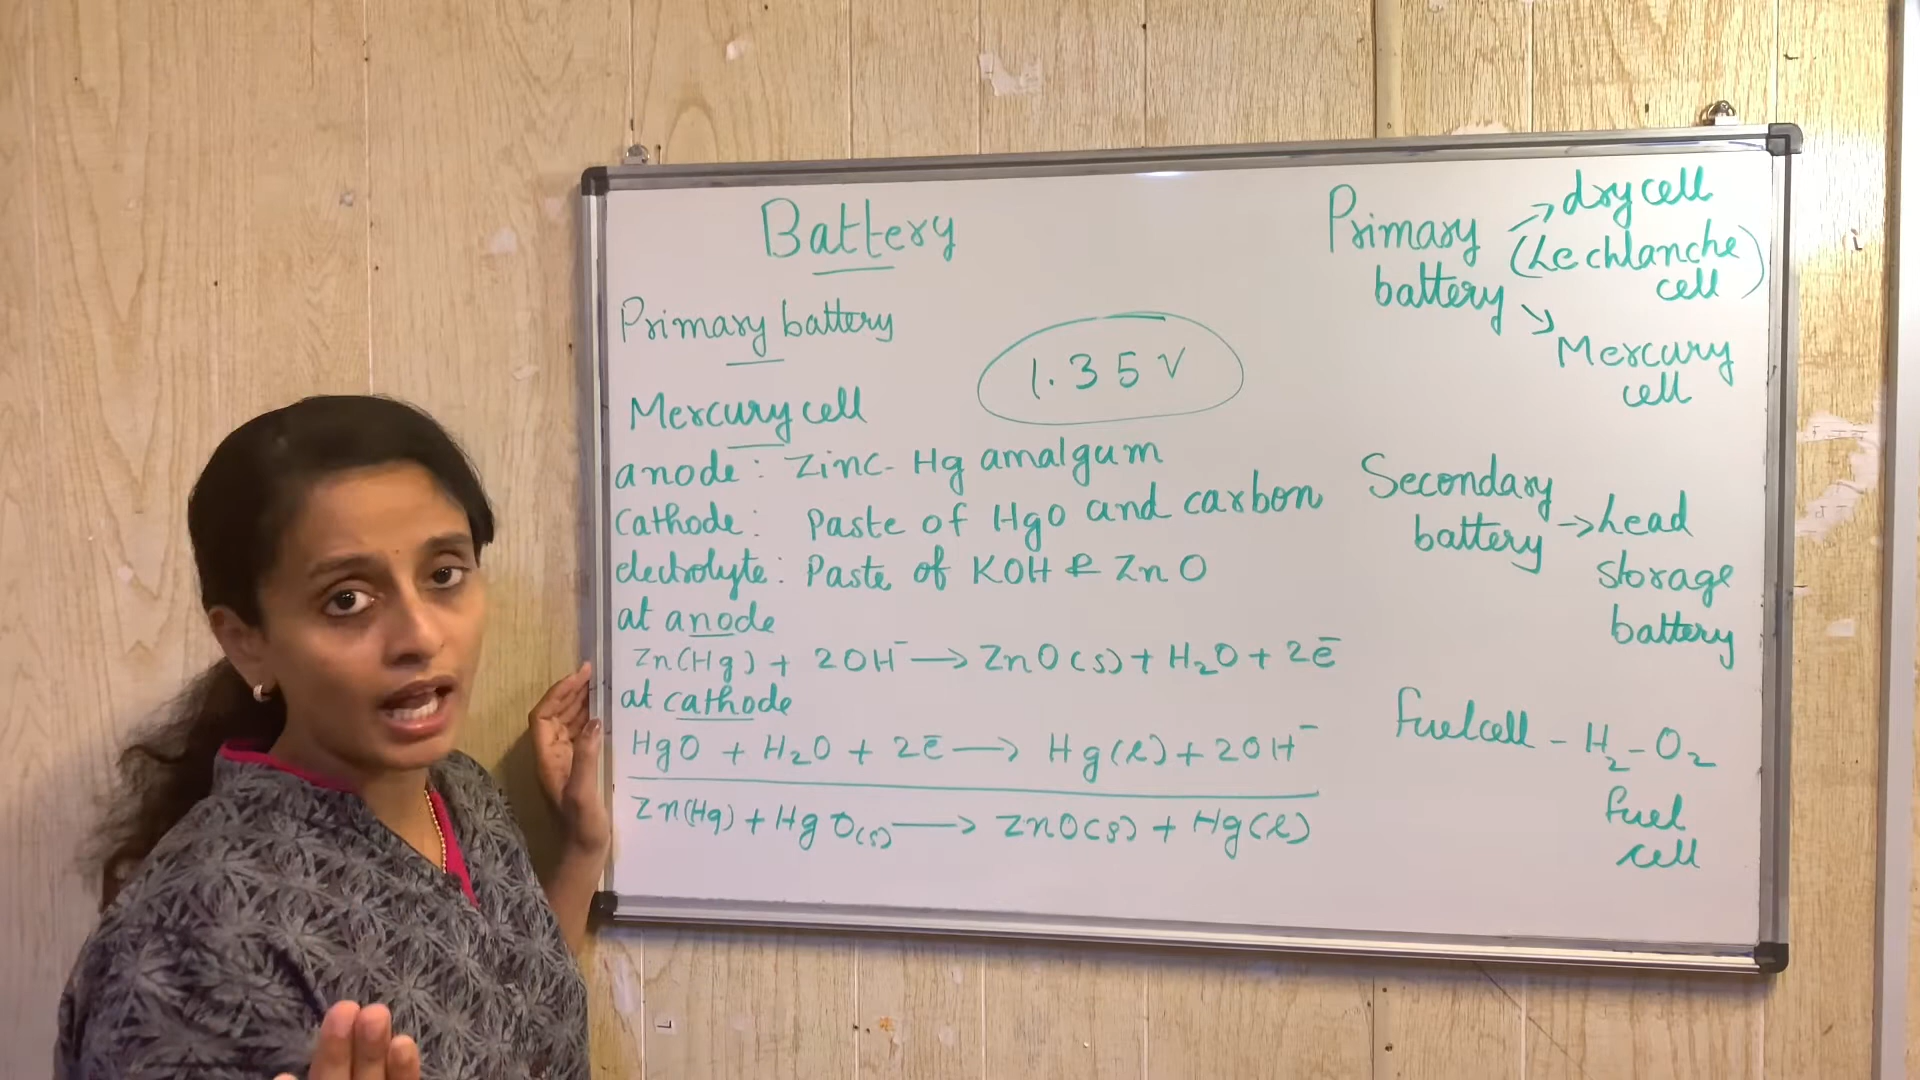 Battery
Primary battery
1.35 V
Mercury cell
anode: Zinc-Hg amalgum
Cathode: Paste of HgO and carbon
electrolyte: Paste of KOH & ZnO
at anode
Zn(Hg) + 2OH⁻ → ZnO(s) + H₂O + 2e⁻
at cathode
HgO + H₂O + 2e⁻ → Hg(l) + 2OH⁻
Zn(Hg) + HgO(s) → ZnO(s) + Hg(l)
Primary → dry cell
battery (Lechlanche
cell)
↘ Mercury
cell
Secondary
battery → Lead
storage
battery
Fuel cell - H₂-O₂
fuel
cell